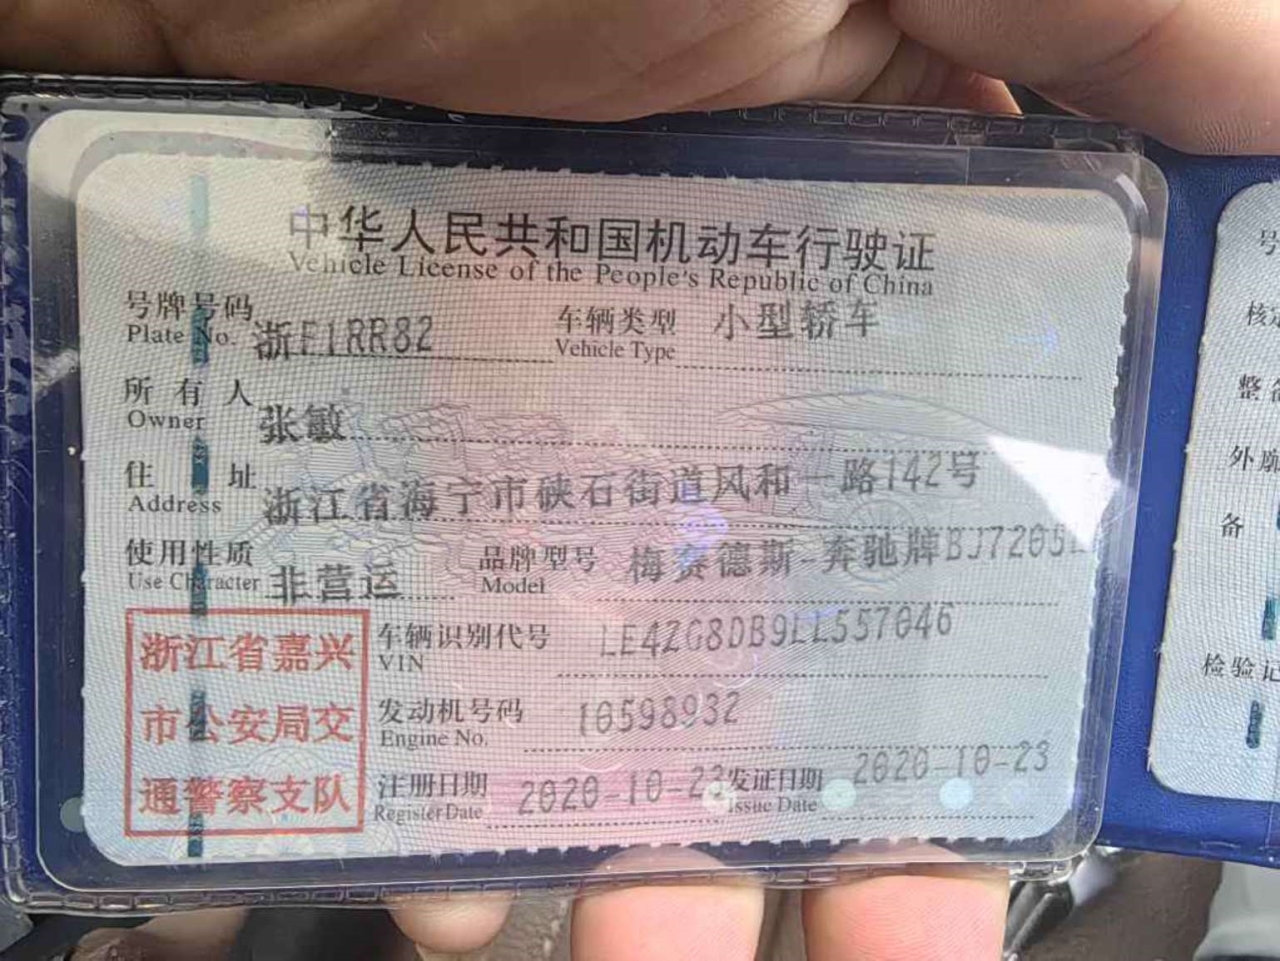 中华人民共和国机动车行驶证
Vehicle License of the People's Republic of China
号牌号码 浙F1RR82 车辆类型 小型轿车
Plate No. Vehicle Type
所有人 张敏
Owner
住址 浙江省海宁市硖石街道风和一路142号
Address
使用性质 非营运 品牌型号 梅赛德斯-奔驰牌BJ7205
Use Character Model
浙江省嘉兴
市公安局交
通警察支队
车辆识别代号 LE4ZG8DB9LL557046
VIN
发动机号码 10598932
Engine No.
注册日期 2020-10-23 发证日期 2020-10-23
Register Date Issue Date
号
核
整
外廓
备
检验记